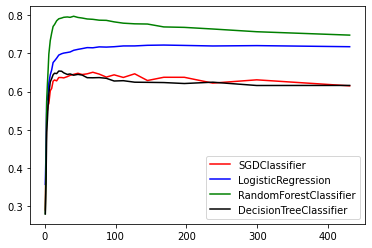 0.8
0.7
0.6
0.5
0.4
0.3
0 100 200 300 400
SGDClassifier
LogisticRegression
RandomForestClassifier
DecisionTreeClassifier